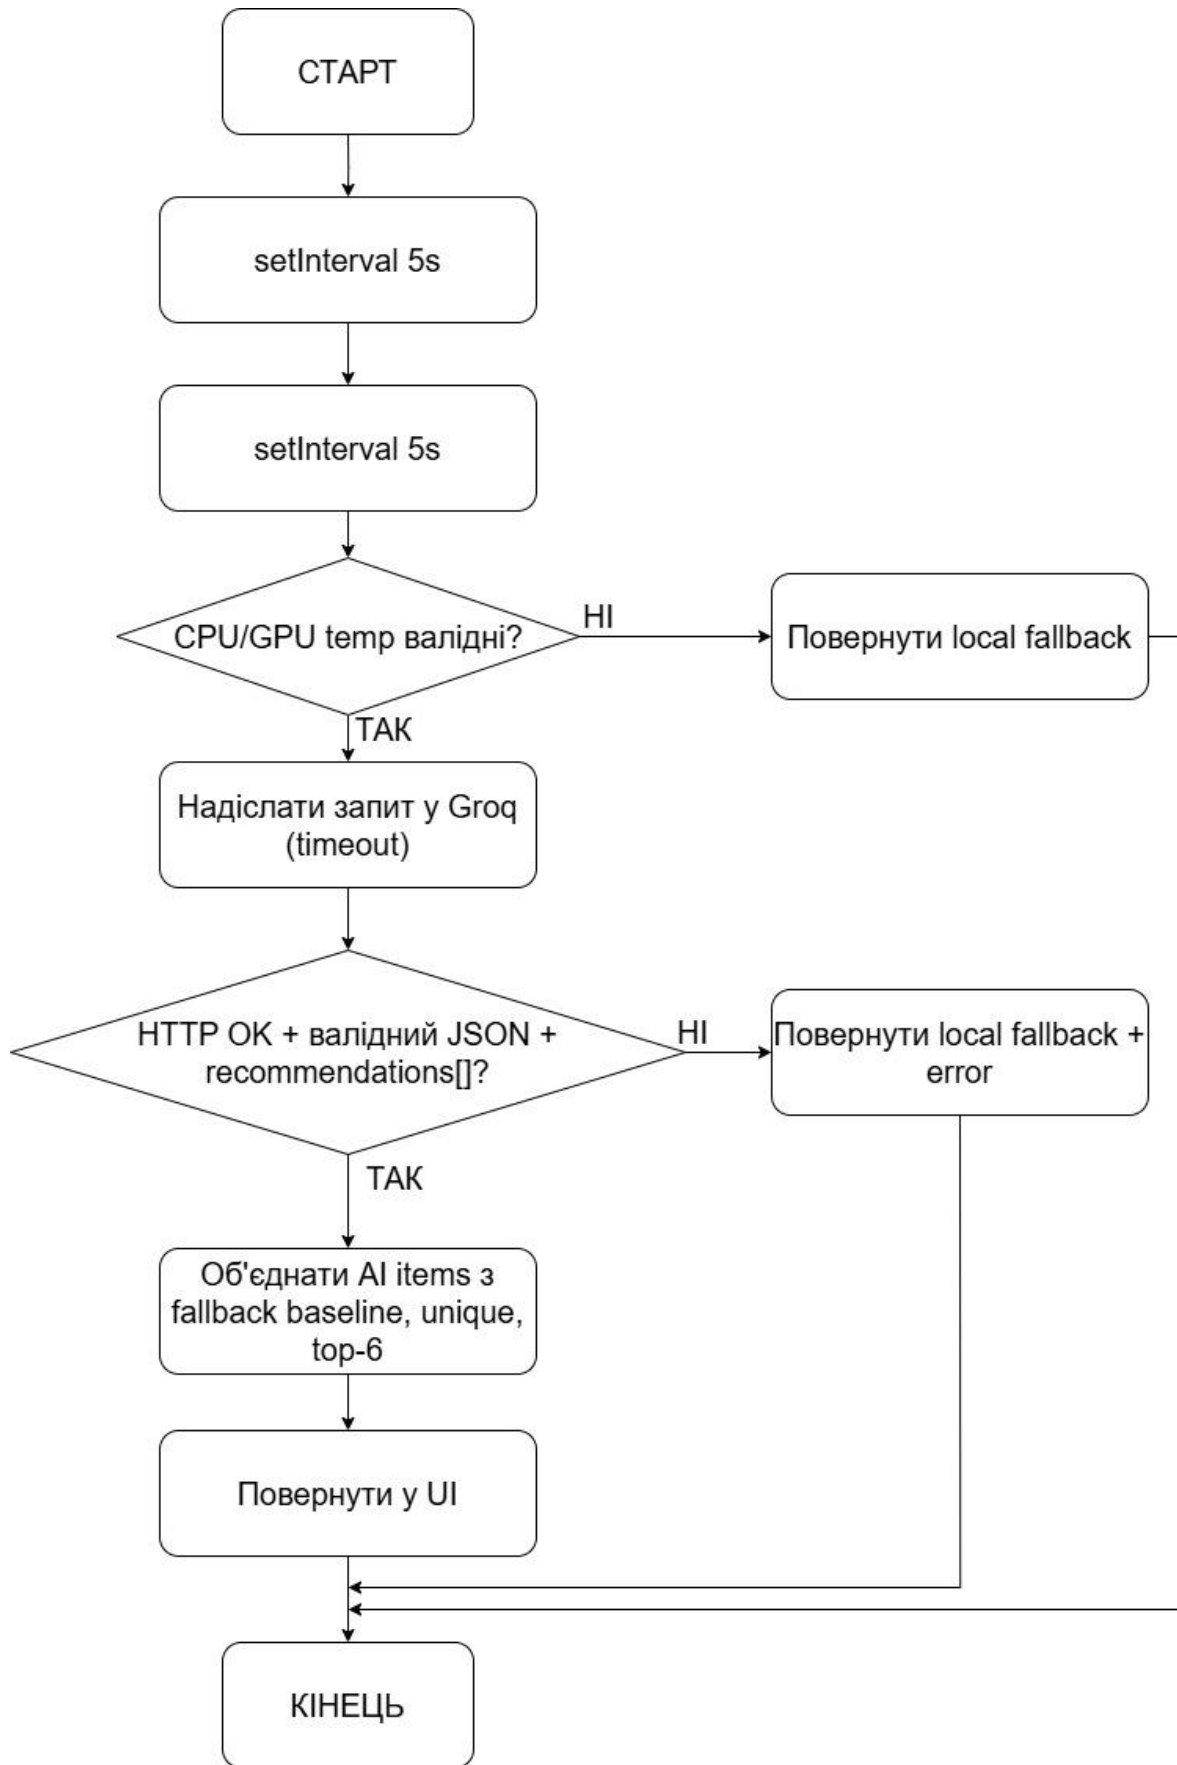 СТАРТ
setInterval 5s
setInterval 5s
CPU/GPU temp валідні?
НІ
Повернути local fallback
ТАК
Надіслати запит у Groq
(timeout)
HTTP OK + валідний JSON +
recommendations[]?
НІ
Повернути local fallback +
error
ТАК
Об'єднати AI items з
fallback baseline, unique,
top-6
Повернути у UI
КІНЕЦЬ